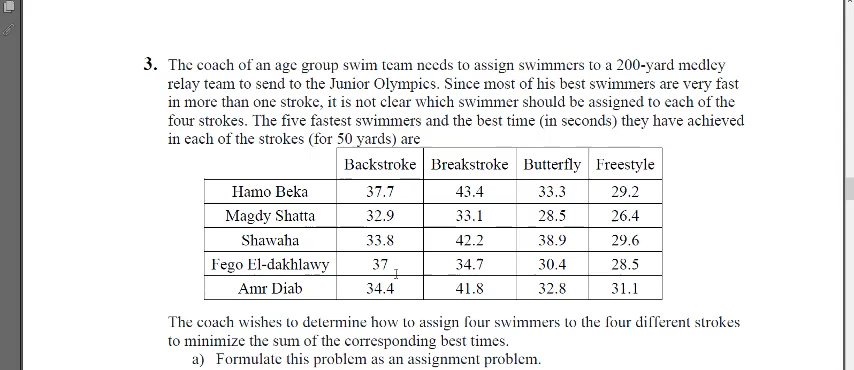 3. The coach of an age group swim team needs to assign swimmers to a 200-yard medley
relay team to send to the Junior Olympics. Since most of his best swimmers are very fast
in more than one stroke, it is not clear which swimmer should be assigned to each of the
four strokes. The five fastest swimmers and the best time (in seconds) they have achieved
in each of the strokes (for 50 yards) are
Backstroke Breakstroke Butterfly Freestyle
Hamo Beka 37.7 43.4 33.3 29.2
Magdy Shatta 32.9 33.1 28.5 26.4
Shawaha 33.8 42.2 38.9 29.6
Fego El-dakhlawy 37 34.7 30.4 28.5
Amr Diab 34.4 41.8 32.8 31.1
The coach wishes to determine how to assign four swimmers to the four different strokes
to minimize the sum of the corresponding best times.
a) Formulate this problem as an assignment problem.